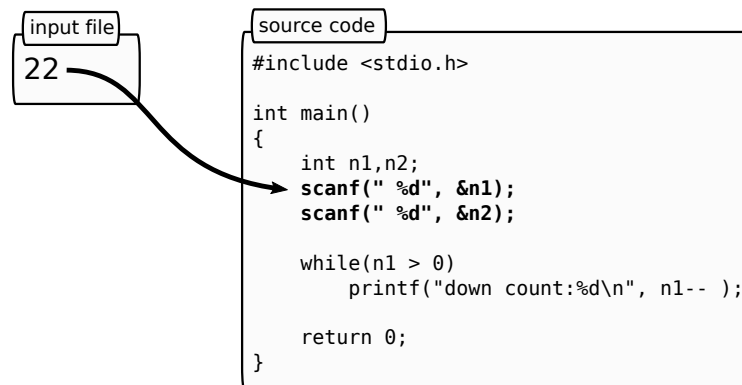 input file
22
source code
#include <stdio.h>
int main()
{
    int n1,n2;
    scanf(" %d", &n1);
    scanf(" %d", &n2);
    while(n1 > 0)
        printf("down count:%d\n", n1-- );
    return 0;
}